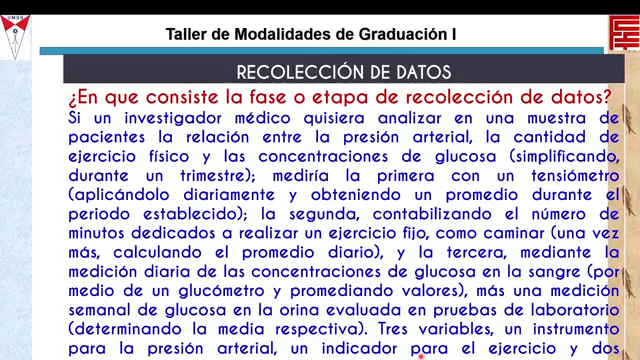 UMSS
Taller de Modalidades de Graduación I
RECOLECCIÓN DE DATOS
¿En que consiste la fase o etapa de recolección de datos?
Si un investigador médico quisiera analizar en una muestra de
pacientes la relación entre la presión arterial, la cantidad de
ejercicio físico y las concentraciones de glucosa (simplificando,
durante un trimestre); mediría la primera con un tensiómetro
(aplicándolo diariamente y obteniendo un promedio durante el
periodo establecido); la segunda, contabilizando el número de
minutos dedicados a realizar un ejercicio fijo, como caminar (una vez
más, calculando el promedio diario), y la tercera, mediante la
medición diaria de las concentraciones de glucosa en la sangre (por
medio de un glucómetro y promediando valores), más una medición
semanal de glucosa en la orina evaluada en pruebas de laboratorio
(determinando la media respectiva). Tres variables, un instrumento
para la presión arterial, un indicador para el ejercicio y dos